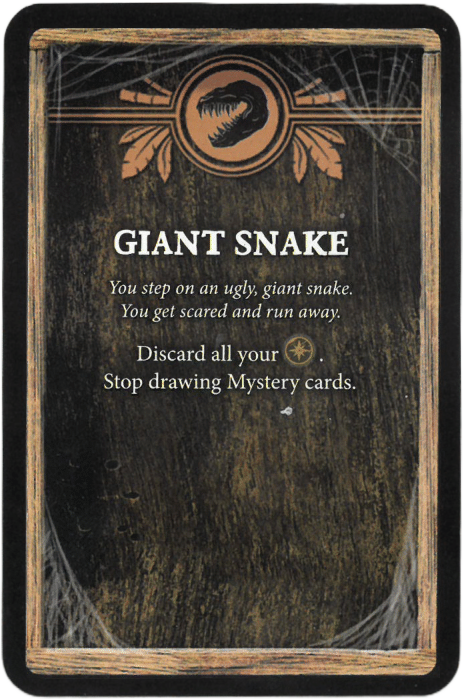 GIANT SNAKE
You step on an ugly, giant snake.
You get scared and run away.
Discard all your .
Stop drawing Mystery cards.